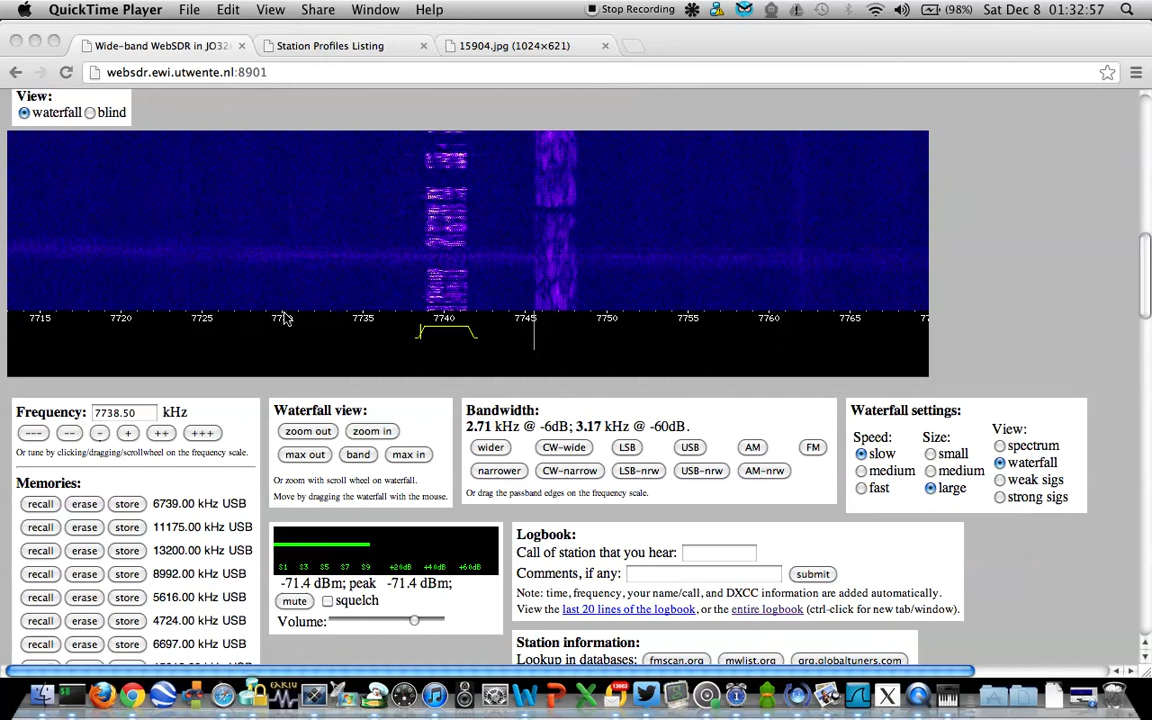 QuickTime Player File Edit View Share Window Help Stop Recording (98%) Sat Dec 8 01:32:57
Wide-band WebSDR in JO32 Station Profiles Listing 15904.jpg (1024×621)
websdr.ewi.utwente.nl:8901
View:
waterfall blind
7715 7720 7725 7735 7740 7745 7750 7755 7760 7765
Frequency: 7738.50 kHz
--- -- - + ++ +++
Or tune by clicking/dragging/scrollwheel on the frequency scale.
Memories:
recall erase store 6739.00 kHz USB
recall erase store 11175.00 kHz USB
recall erase store 13200.00 kHz USB
recall erase store 8992.00 kHz USB
recall erase store 5616.00 kHz USB
recall erase store 4724.00 kHz USB
recall erase store 6697.00 kHz USB
Waterfall view:
zoom out zoom in
max out band max in
Or zoom with scroll wheel on waterfall.
Move by dragging the waterfall with the mouse.
Bandwidth:
2.71 kHz @ -6dB; 3.17 kHz @ -60dB.
wider CW-wide LSB USB AM FM
narrower CW-narrow LSB-nrw USB-nrw AM-nrw
Or drag the passband edges on the frequency scale.
Waterfall settings:
Speed: Size: View:
slow small spectrum
medium medium waterfall
fast large weak sigs
strong sigs
S1 S3 S5 S7 S9 +20dB +40dB +60dB
-71.4 dBm; peak -71.4 dBm;
mute squelch
Volume:
Logbook:
Call of station that you hear:
Comments, if any: submit
Note: time, frequency, your name/call, and DXCC information are added automatically.
View the last 20 lines of the logbook, or the entire logbook (ctrl-click for new tab/window).
Station information:
Lookup in databases: fmscan.org mwlist.org qrg.globaltuners.com